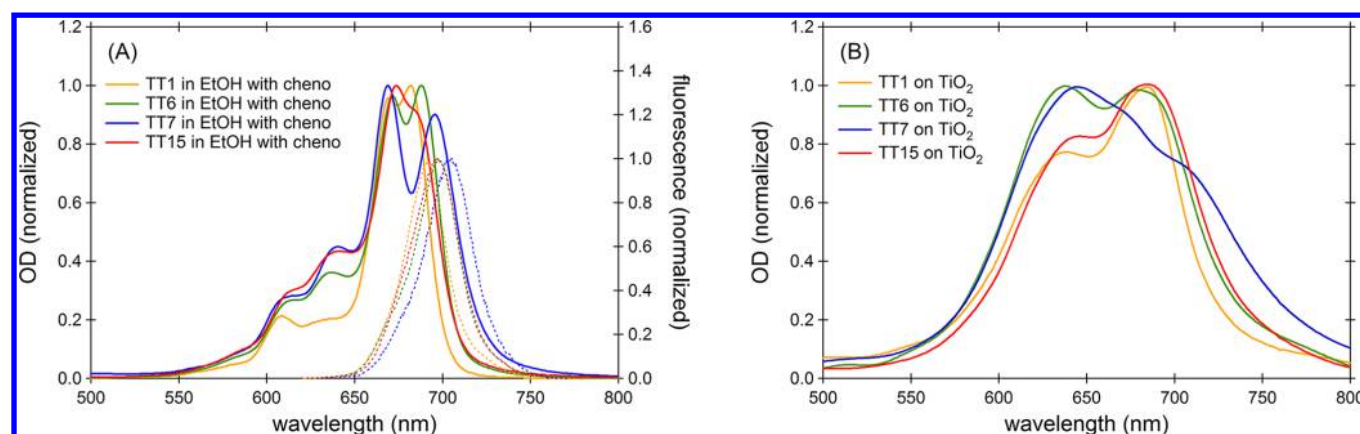 (A)
TT1 in EtOH with cheno
TT6 in EtOH with cheno
TT7 in EtOH with cheno
TT15 in EtOH with cheno
OD (normalized)
1.2
1.0
0.8
0.6
0.4
0.2
0.0
500 550 600 650 700 750 800
wavelength (nm)
1.6
1.4
1.2
1.0
0.8
0.6
0.4
0.2
0.0
fluorescence (normalized)
(B)
TT1 on TiO2
TT6 on TiO2
TT7 on TiO2
TT15 on TiO2
OD (normalized)
1.2
1.0
0.8
0.6
0.4
0.2
0.0
500 550 600 650 700 750 800
wavelength (nm)